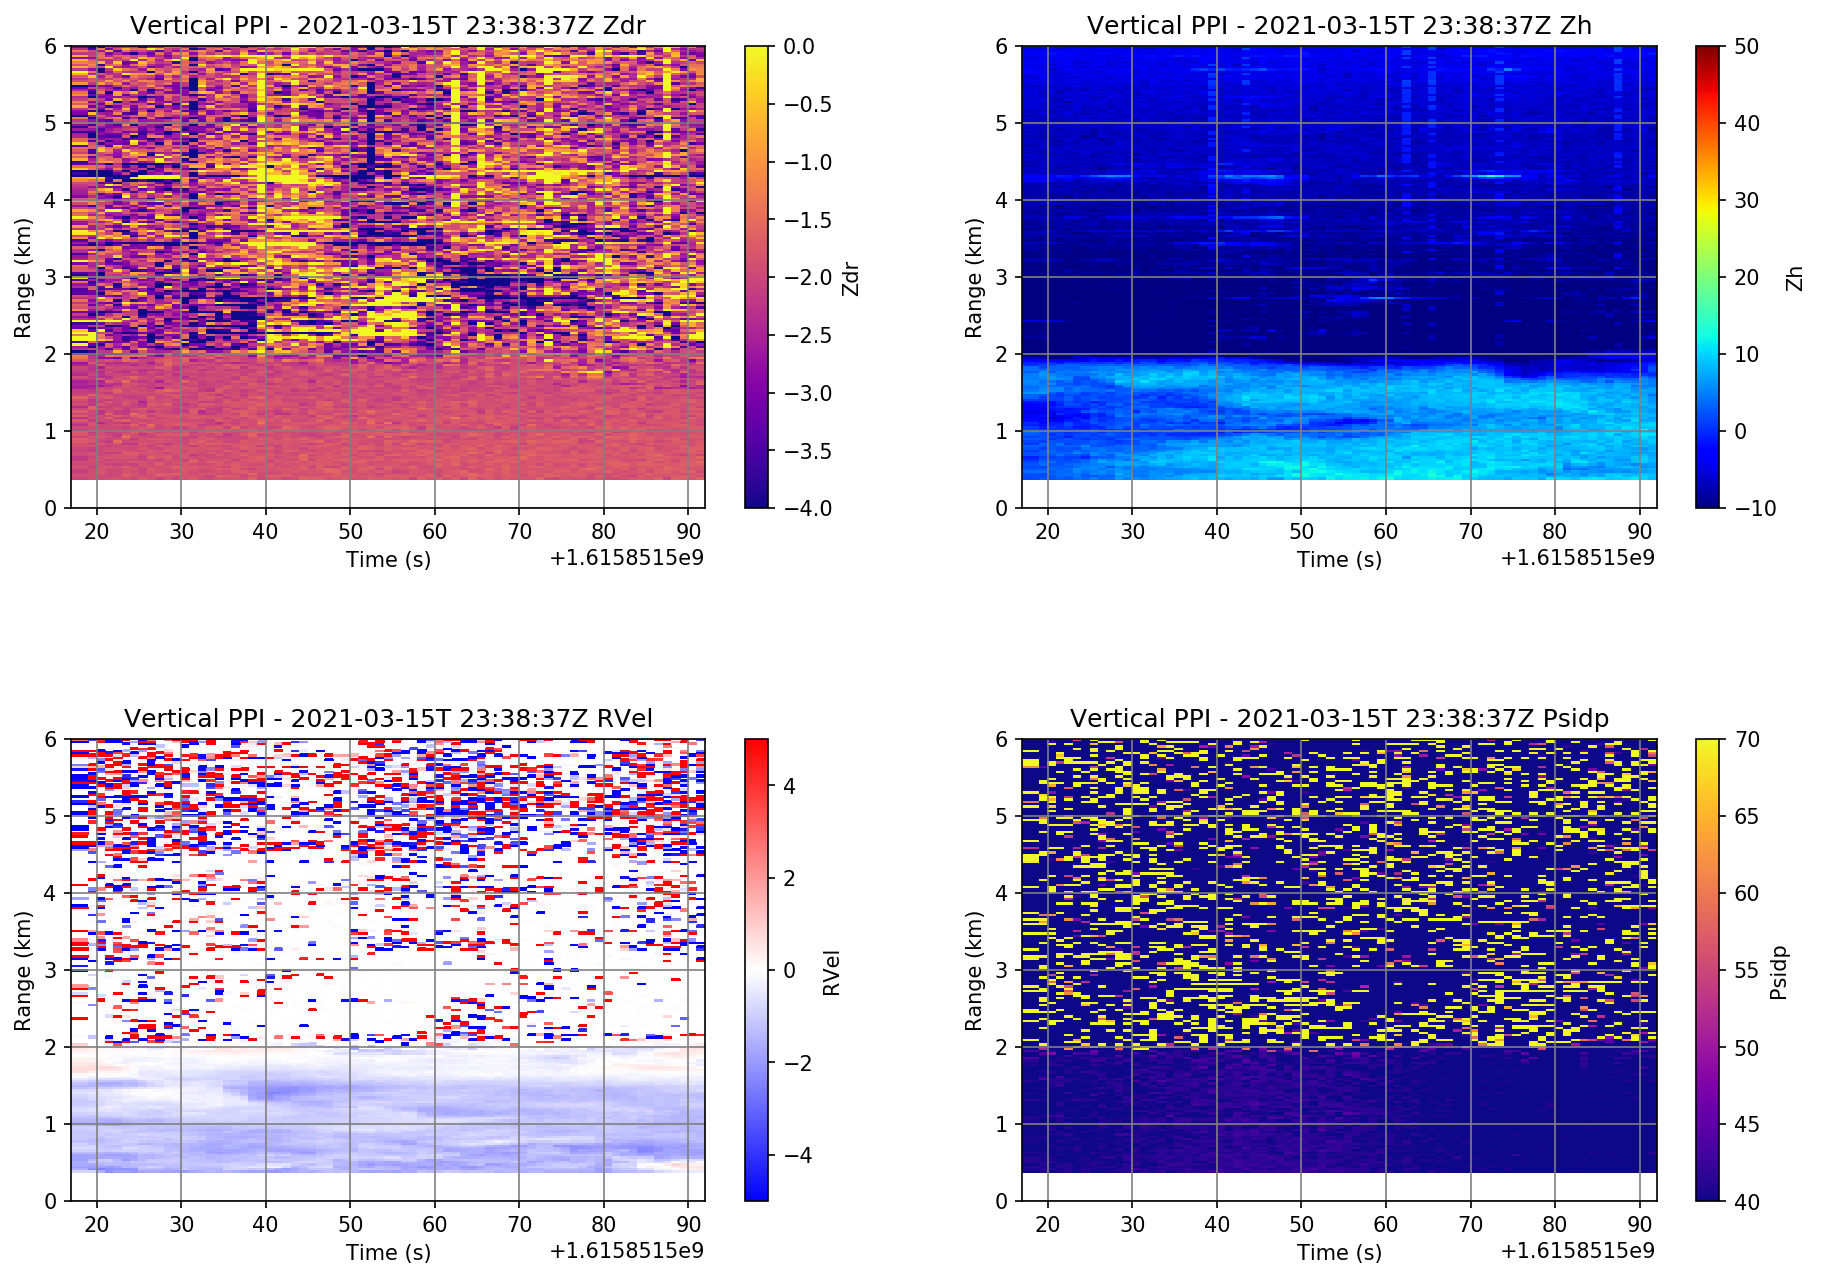 Vertical PPI - 2021-03-15T 23:38:37Z Zdr
6
5
4
3
2
1
0
Range (km)
20 30 40 50 60 70 80 90
Time (s)
+1.6158515e9
0.0
−0.5
−1.0
−1.5
−2.0
−2.5
−3.0
−3.5
−4.0
Zdr
Vertical PPI - 2021-03-15T 23:38:37Z Zh
6
5
4
3
2
1
0
Range (km)
20 30 40 50 60 70 80 90
Time (s)
+1.6158515e9
50
40
30
20
10
0
−10
Zh
Vertical PPI - 2021-03-15T 23:38:37Z RVel
6
5
4
3
2
1
0
Range (km)
20 30 40 50 60 70 80 90
Time (s)
+1.6158515e9
4
2
0
−2
−4
RVel
Vertical PPI - 2021-03-15T 23:38:37Z Psidp
6
5
4
3
2
1
0
Range (km)
20 30 40 50 60 70 80 90
Time (s)
+1.6158515e9
70
65
60
55
50
45
40
Psidp